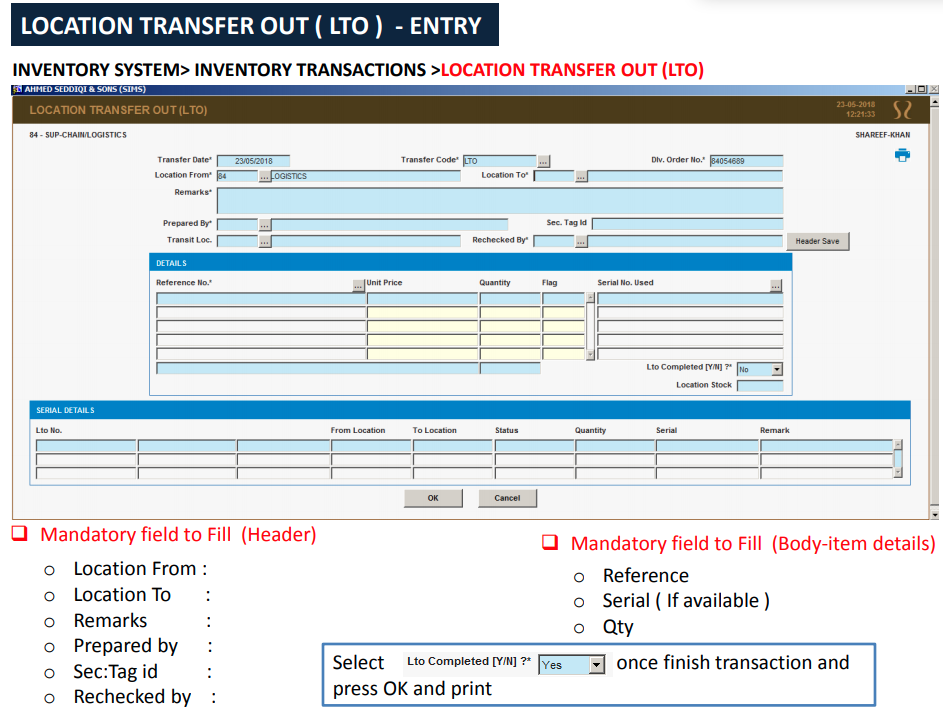 LOCATION TRANSFER OUT ( LTO )  - ENTRY
INVENTORY SYSTEM> INVENTORY TRANSACTIONS >LOCATION TRANSFER OUT (LTO)
AHMED SEDDIQI & SONS (SIMS)
LOCATION TRANSFER OUT (LTO)
23-05-2018
12:21:33
84 - SUP-CHAIN/LOGISTICS SHAREEF-KHAN
Transfer Date* 23/05/2018 Transfer Code* LTO ... Dlv. Order No.* 84054689
Location From* 84 ... LOGISTICS Location To* ...
Remarks*
Prepared By* ... Sec. Tag Id
Transit Loc. ... Rechecked By* ... Header Save
DETAILS
Reference No.* ... Unit Price Quantity Flag Serial No. Used ...
Lto Completed [Y/N] ?* No
Location Stock
SERIAL DETAILS
Lto No. From Location To Location Status Quantity Serial Remark
OK Cancel
Mandatory field to Fill  (Header)
Location From :
Location To :
Remarks :
Prepared by :
Sec:Tag id :
Rechecked by :
Mandatory field to Fill  (Body-item details)
Reference
Serial ( If available )
Qty
Select Lto Completed [Y/N] ?* Yes once finish transaction and
press OK and print